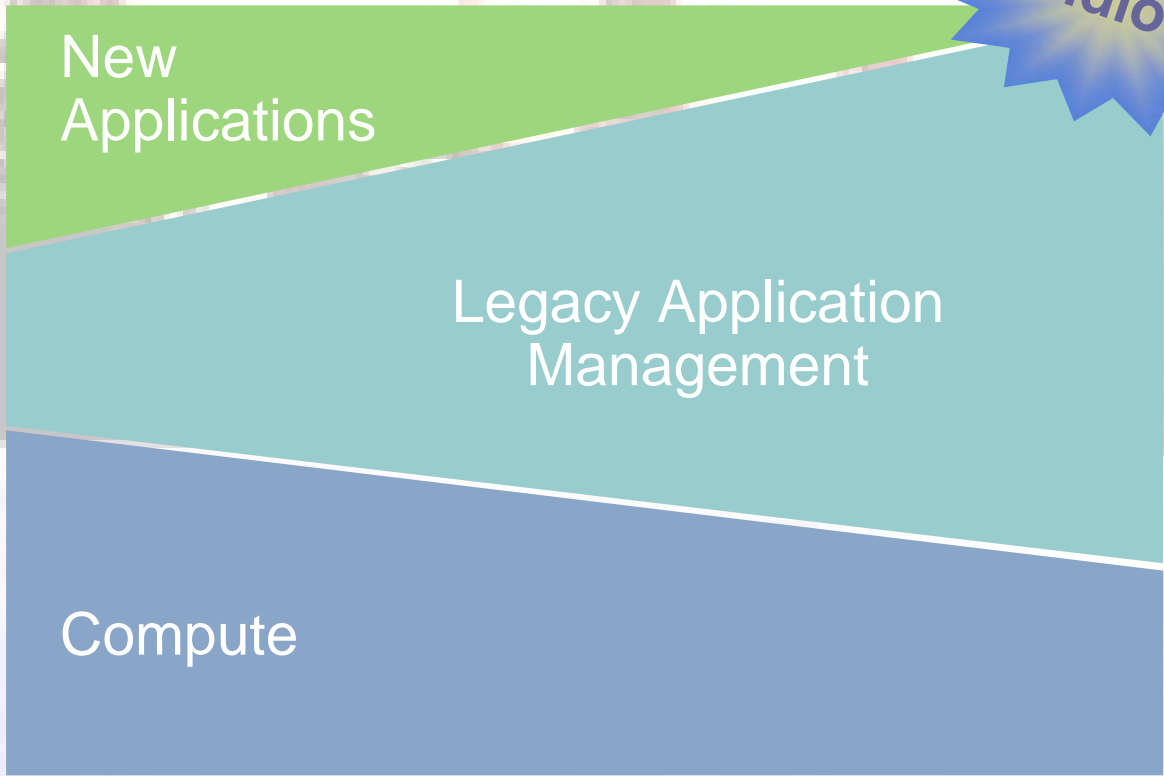 New
Applications
Legacy Application
Management
Compute